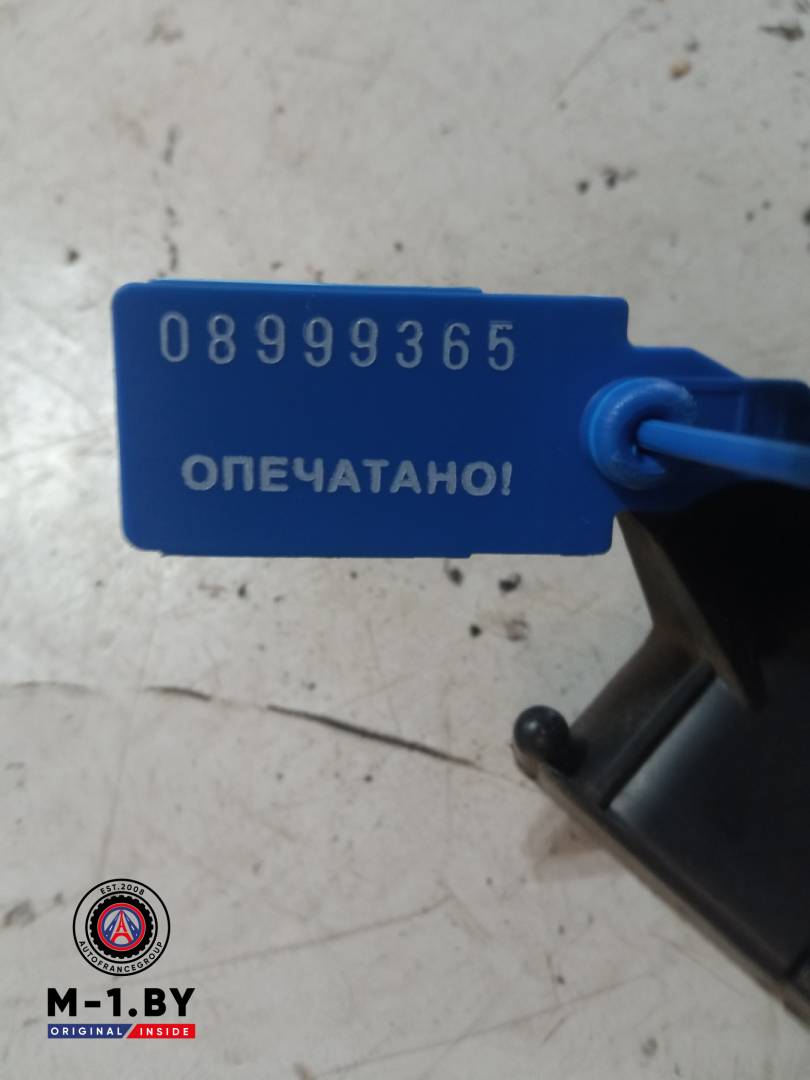 08999365
ОПЕЧАТАНО!
EST.2008
AUTOFRANCEGROUP
M-1.BY
ORIGINAL INSIDE